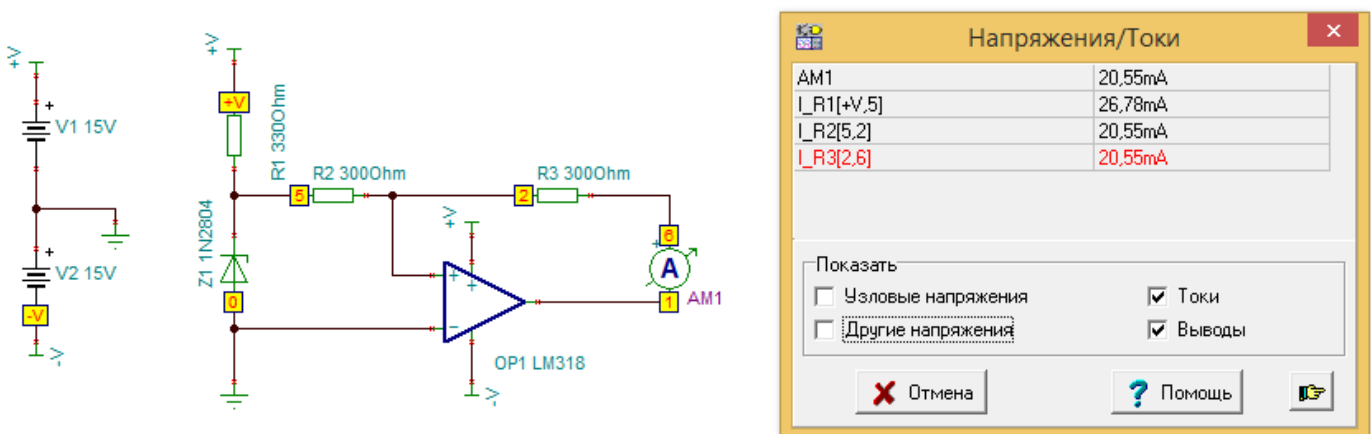 +V
+
V1 15V
+
V2 15V
-V
-V
+V
+V
R1 330Ohm
5
R2 300Ohm
2
R3 300Ohm
Z1 1N2804
0
+V
+
+
-
OP1 LM318
-V
+
6
A
1
AM1
Напряжения/Токи
AM1 20,55mA
I_R1[+V,5] 26,78mA
I_R2[5,2] 20,55mA
I_R3[2,6] 20,55mA
Показать
Узловые напряжения
Токи
Другие напряжения
Выводы
Отмена
? Помощь